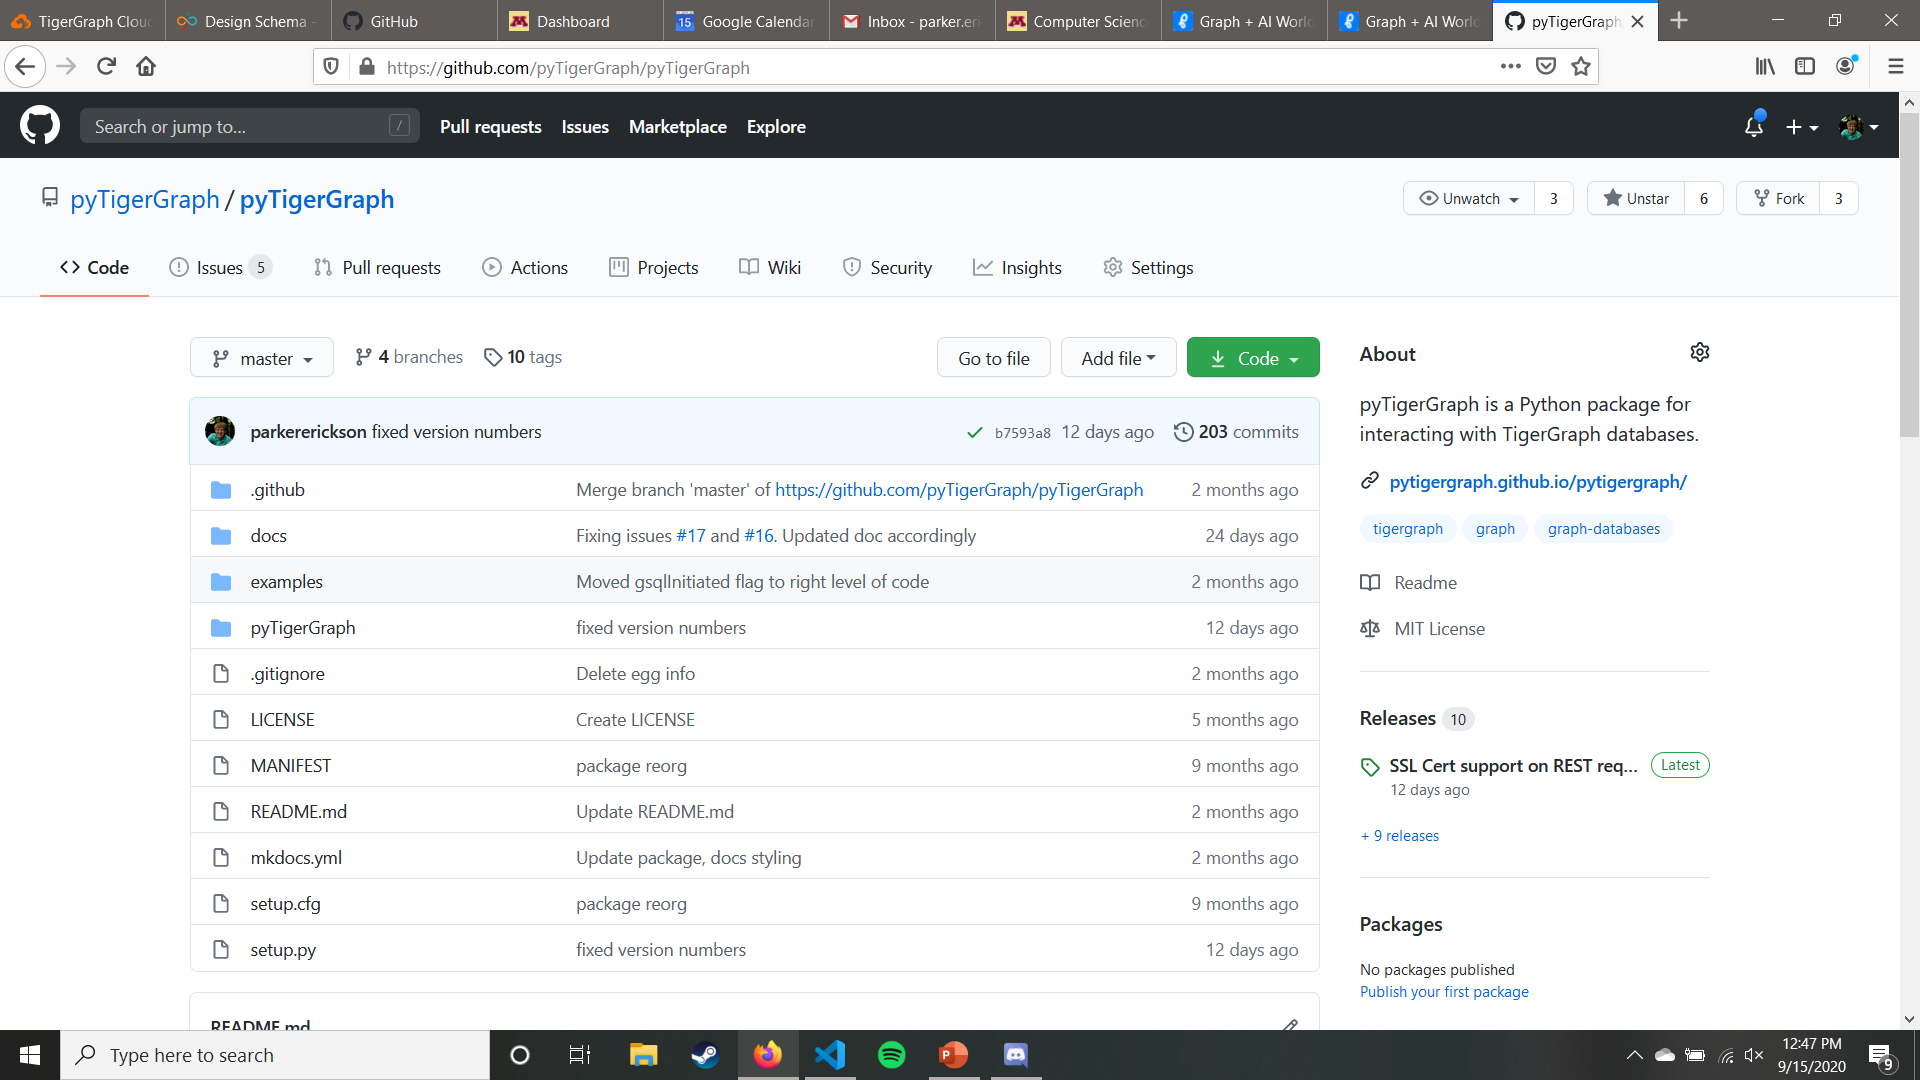 TigerGraph Cloud
Design Schema -
GitHub
Dashboard
Google Calendar
Inbox - parker.eri
Computer Scienc
Graph + AI World
Graph + AI World
pyTigerGraph
https://github.com/pyTigerGraph/pyTigerGraph
Search or jump to... /
Pull requests Issues Marketplace Explore
pyTigerGraph / pyTigerGraph
Unwatch 3 Unstar 6 Fork 3
Code Issues 5 Pull requests Actions Projects Wiki Security Insights Settings
master 4 branches 10 tags Go to file Add file Code
parkererickson fixed version numbers b7593a8 12 days ago 203 commits
.github Merge branch 'master' of https://github.com/pyTigerGraph/pyTigerGraph 2 months ago
docs Fixing issues #17 and #16. Updated doc accordingly 24 days ago
examples Moved gsqlInitiated flag to right level of code 2 months ago
pyTigerGraph fixed version numbers 12 days ago
.gitignore Delete egg info 2 months ago
LICENSE Create LICENSE 5 months ago
MANIFEST package reorg 9 months ago
README.md Update README.md 2 months ago
mkdocs.yml Update package, docs styling 2 months ago
setup.cfg package reorg 9 months ago
setup.py fixed version numbers 12 days ago
README.md
About
pyTigerGraph is a Python package for
interacting with TigerGraph databases.
pytigergraph.github.io/pytigergraph/
tigergraph graph graph-databases
Readme
MIT License
Releases 10
SSL Cert support on REST req... Latest
12 days ago
+ 9 releases
Packages
No packages published
Publish your first package
Type here to search
12:47 PM
9/15/2020
9